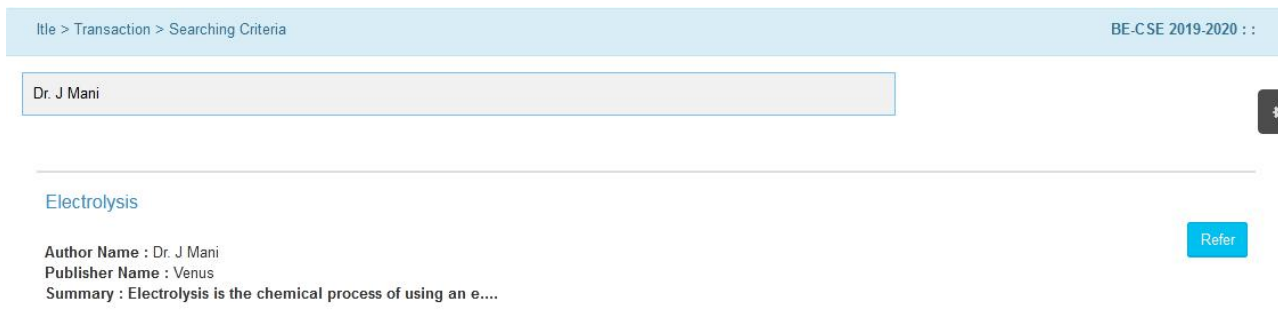 Itle > Transaction > Searching Criteria
BE-CSE 2019-2020 : :
Dr. J Mani
Electrolysis
Refer
Author Name : Dr. J Mani
Publisher Name : Venus
Summary : Electrolysis is the chemical process of using an e....